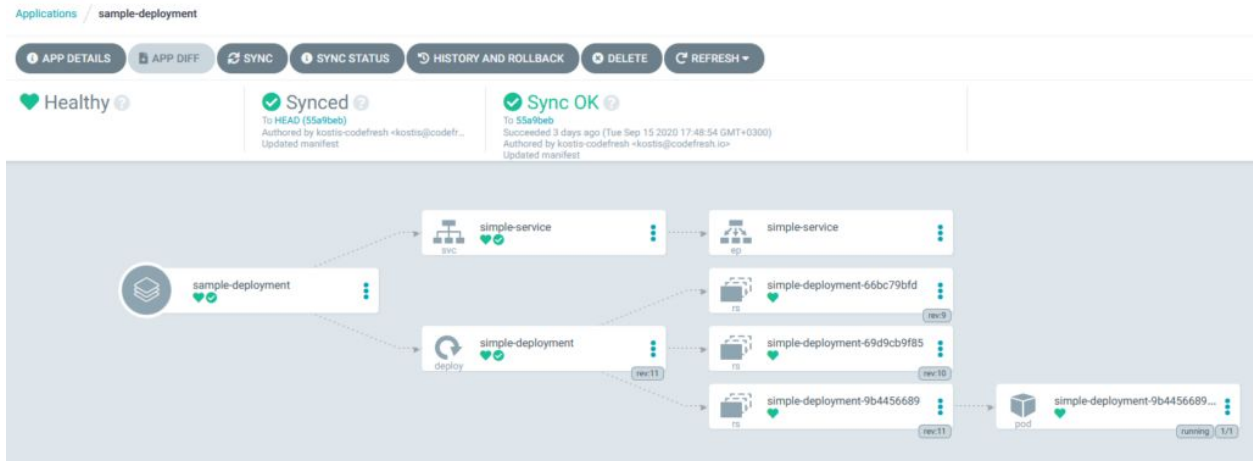 Applications / sample-deployment
APP DETAILS APP DIFF SYNC SYNC STATUS HISTORY AND ROLLBACK DELETE REFRESH
Healthy
Synced
To HEAD (55a9beb)
Authored by kostis-codefresh <kostis@codefr...
Updated manifest
Sync OK
To 55a9beb
Succeeded 3 days ago (Tue Sep 15 2020 17:48:54 GMT+0300)
Authored by kostis-codefresh <kostis@codefresh.io>
Updated manifest
sample-deployment
simple-service
svc
simple-service
ep
simple-deployment
deploy
rev:11
simple-deployment-66bc79bfd
rs
rev:9
simple-deployment-69d9cb9f85
rs
rev:10
simple-deployment-9b4456689
rs
rev:11
simple-deployment-9b4456689...
pod
running 1/1